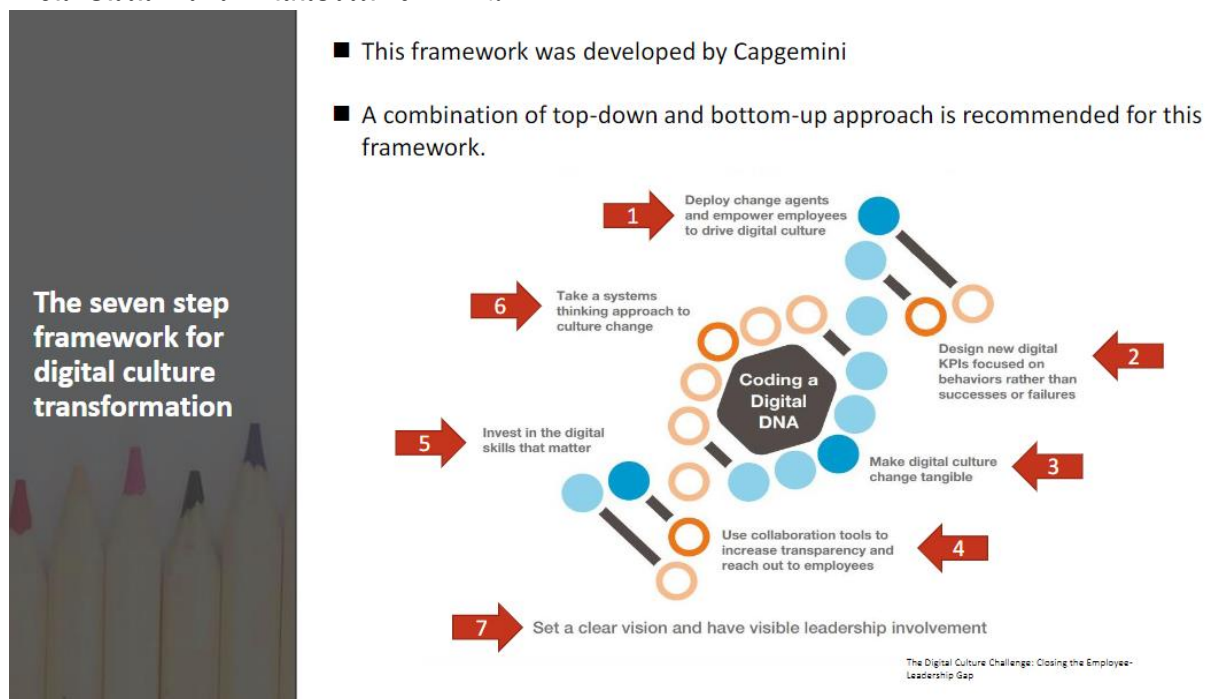 ■ This framework was developed by Capgemini
■ A combination of top-down and bottom-up approach is recommended for this
framework.
The seven step
framework for
digital culture
transformation
1
Deploy change agents
and empower employees
to drive digital culture
6
Take a systems
thinking approach to
culture change
2
Design new digital
KPIs focused on
behaviors rather than
successes or failures
Coding a
Digital
DNA
5
Invest in the digital
skills that matter
3
Make digital culture
change tangible
4
Use collaboration tools to
increase transparency and
reach out to employees
7
Set a clear vision and have visible leadership involvement
The Digital Culture Challenge: Closing the Employee-
Leadership Gap